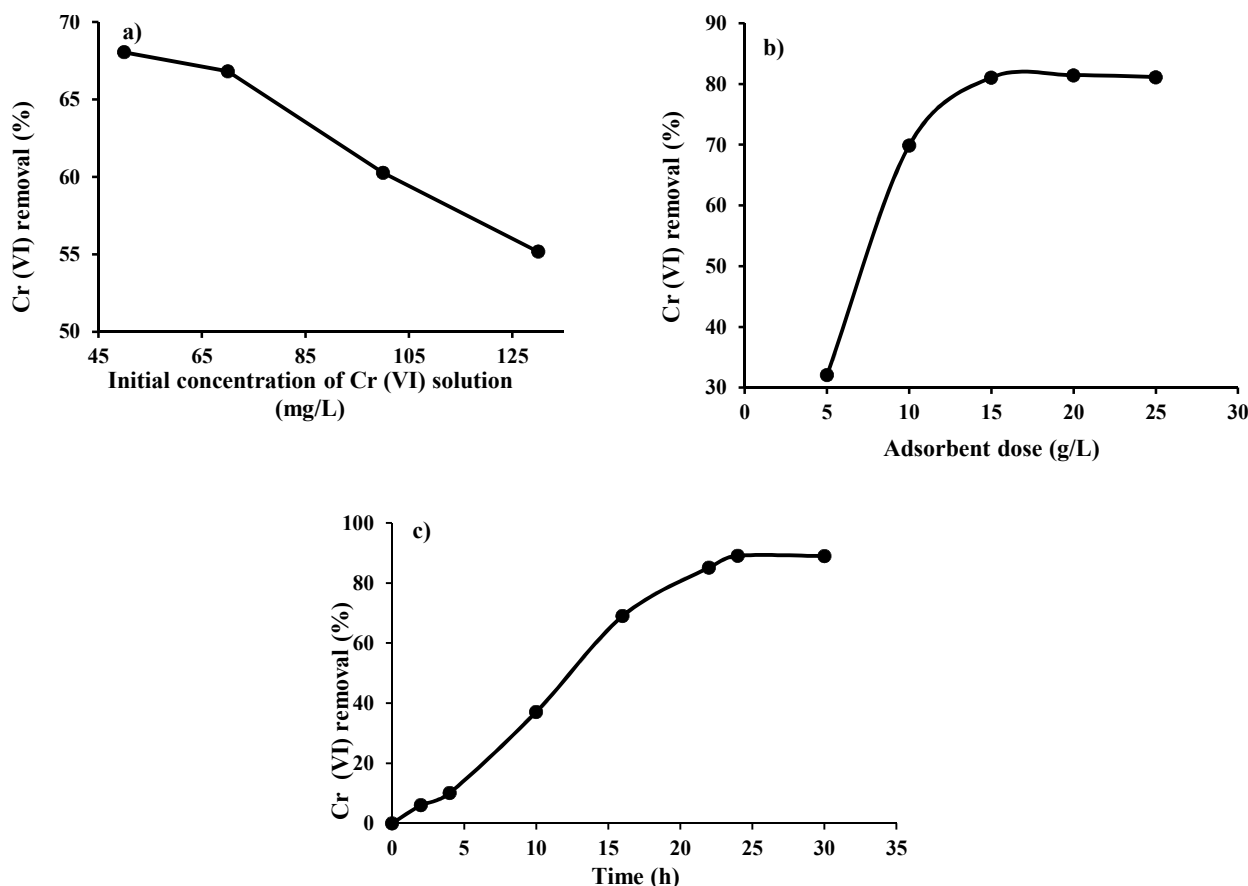 a)
Cr (VI) removal (%)
70
65
60
55
50
45 65 85 105 125
Initial concentration of Cr (VI) solution
(mg/L)
b)
Cr (VI) removal (%)
90
80
70
60
50
40
30
0 5 10 15 20 25 30
Adsorbent dose (g/L)
c)
Cr (VI) removal (%)
100
80
60
40
20
0
0 5 10 15 20 25 30 35
Time (h)